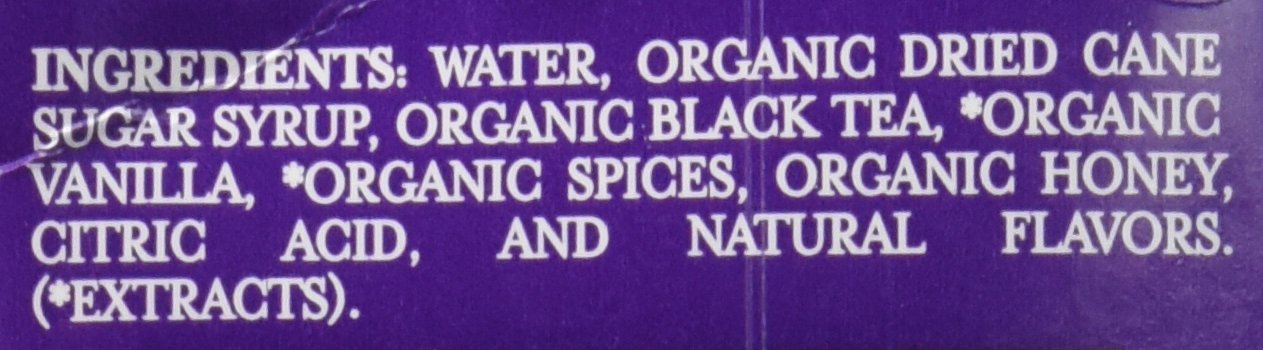 INGREDIENTS: WATER, ORGANIC DRIED CANE
SUGAR SYRUP, ORGANIC BLACK TEA, *ORGANIC
VANILLA, *ORGANIC SPICES, ORGANIC HONEY,
CITRIC ACID, AND NATURAL FLAVORS.
(*EXTRACTS).